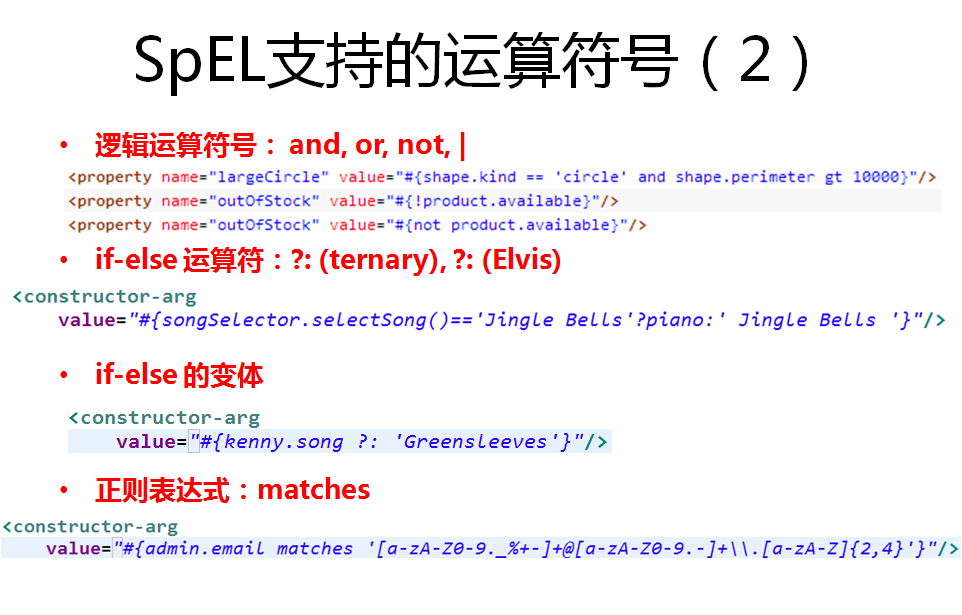 SpEL支持的运算符号（2）
• 逻辑运算符号： and, or, not, |
<property name="largeCircle" value="#{shape.kind == 'circle' and shape.perimeter gt 10000}"/>
<property name="outOfStock" value="#{!product.available}"/>
<property name="outOfStock" value="#{not product.available}"/>
• if-else 运算符：?: (ternary), ?: (Elvis)
<constructor-arg
value="#{songSelector.selectSong()=='Jingle Bells'?piano:' Jingle Bells '}"/>
• if-else 的变体
<constructor-arg
value="#{kenny.song ?: 'Greensleeves'}"/>
• 正则表达式：matches
<constructor-arg
value="#{admin.email matches '[a-zA-Z0-9._%+-]+@[a-zA-Z0-9.-]+\\.[a-zA-Z]{2,4}'}"/>